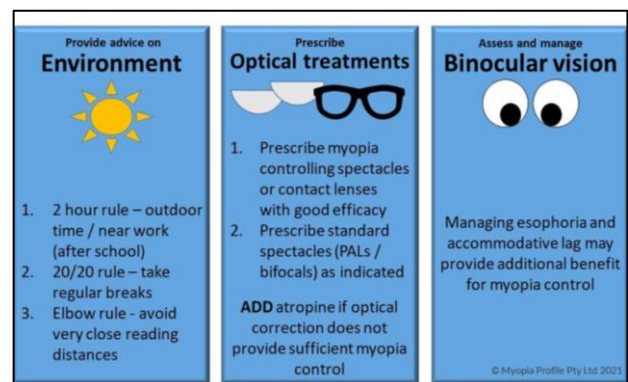 Provide advice on
Environment
1. 2 hour rule – outdoor
time / near work
(after school)
2. 20/20 rule – take
regular breaks
3. Elbow rule - avoid
very close reading
distances
Prescribe
Optical treatments
1. Prescribe myopia
controlling spectacles
or contact lenses
with good efficacy
2. Prescribe standard
spectacles (PALs /
bifocals) as indicated
ADD atropine if optical
correction does not
provide sufficient myopia
control
Assess and manage
Binocular vision
Managing esophoria and
accommodative lag may
provide additional benefit
for myopia control
© Myopia Profile Pty Ltd 2021